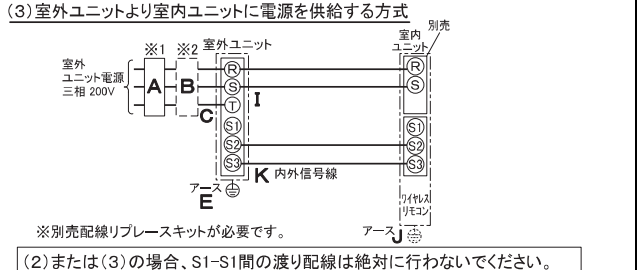 (3)室外ユニットより室内ユニットに電源を供給する方式
※1 ※2 室外ユニット
室内
ユニット
別売
室外
ユニット電源
三相 200V
A
B
C
R
S
T
S1
S2
S3
I
R
S
S1
S2
S3
K 内外信号線
アース
E
ワイヤレス
リモコン
アース J
※別売配線リプレースキットが必要です。
(2)または(3)の場合、S1-S1間の渡り配線は絶対に行わないでください。